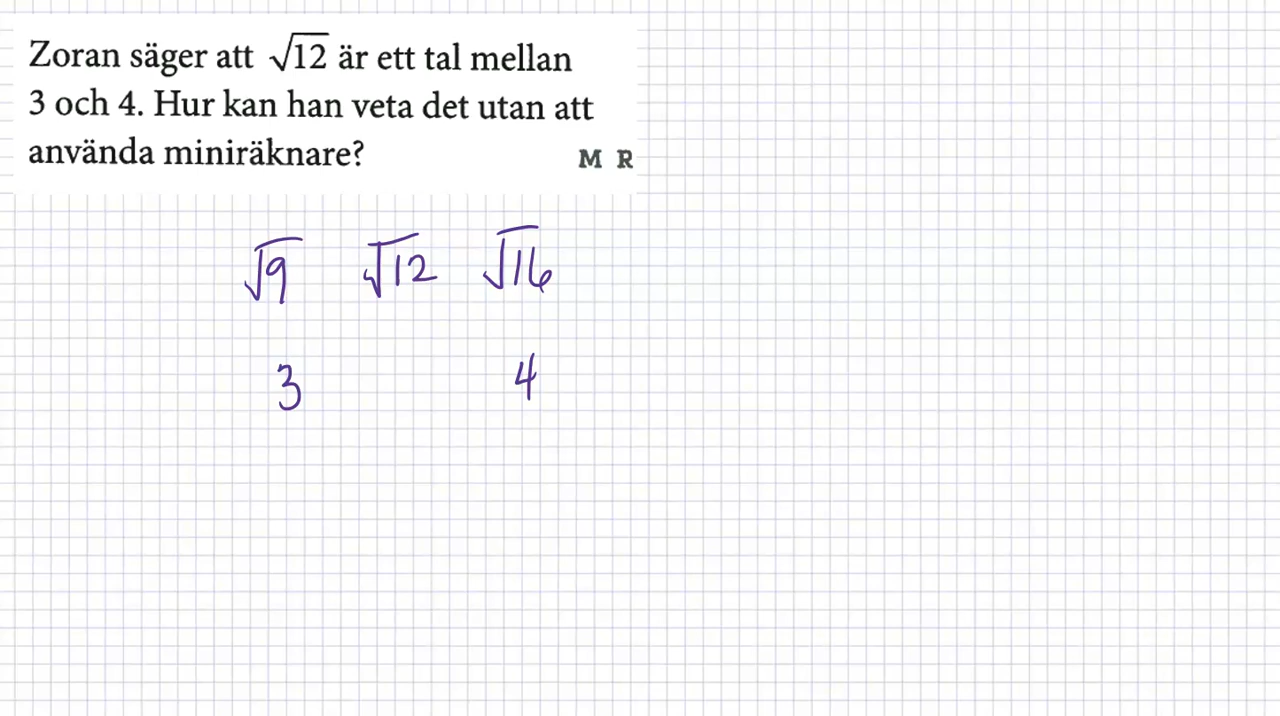 Zoran säger att √12 är ett tal mellan
3 och 4. Hur kan han veta det utan att
använda miniräknare?
M R
√9 √12 √16
3 4